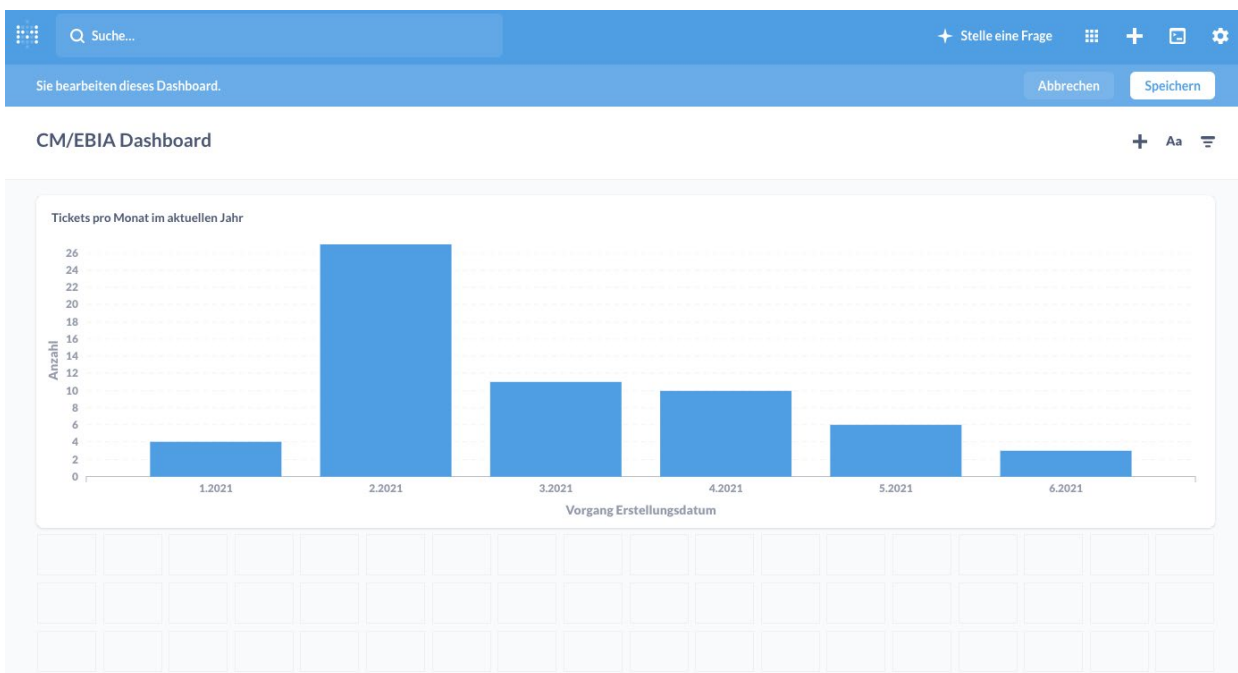 Suche...
Stelle eine Frage
Sie bearbeiten dieses Dashboard.
Abbrechen
Speichern
CM/EBIA Dashboard
Aa
Tickets pro Monat im aktuellen Jahr
26
24
22
20
18
16
14
12
10
8
6
4
2
0
Anzahl
1.2021
2.2021
3.2021
4.2021
5.2021
6.2021
Vorgang Erstellungsdatum